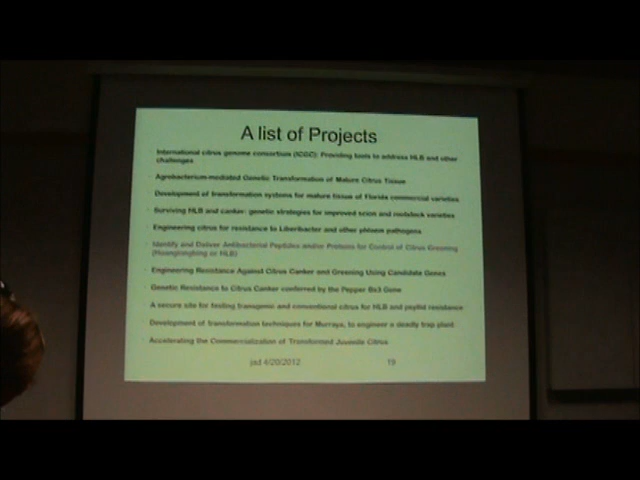 A list of Projects
International citrus genome consortium (ICGC): Providing tools to address HLB and other
challenges
Agrobacterium-mediated Genetic Transformation of Mature Citrus Tissue
Development of transformation systems for mature tissue of Florida commercial varieties
Surviving HLB and canker: genetic strategies for improved scion and rootstock varieties
Engineering citrus for resistance to Liberibacter and other phloem pathogens
Identify and Deliver Antibacterial Peptides and/or Proteins for Control of Citrus Greening
(Huanglongbing or HLB)
Engineering Resistance Against Citrus Canker and Greening Using Candidate Genes
Genetic Resistance to Citrus Canker conferred by the Pepper Bs3 Gene
A secure site for testing transgenic and conventional citrus for HLB and psyllid resistance
Development of transformation techniques for Murraya, to engineer a deadly trap plant
Accelerating the Commercialization of Transformed Juvenile Citrus
jad 4/20/2012 19